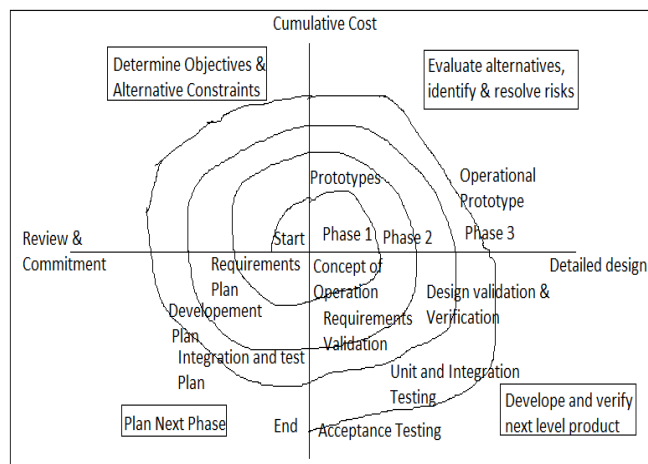 Cumulative Cost
Determine Objectives &
Alternative Constraints
Evaluate alternatives,
identify & resolve risks
Prototypes
Operational
Prototype
Review &
Commitment
Start
Phase 1
Phase 2
Phase 3
Requirements
Plan
Concept of
Operation
Detailed design
Developement
Plan
Requirements
Validation
Design validation &
Verification
Integration and test
Plan
Unit and Integration
Testing
Plan Next Phase
End
Acceptance Testing
Develope and verify
next level product